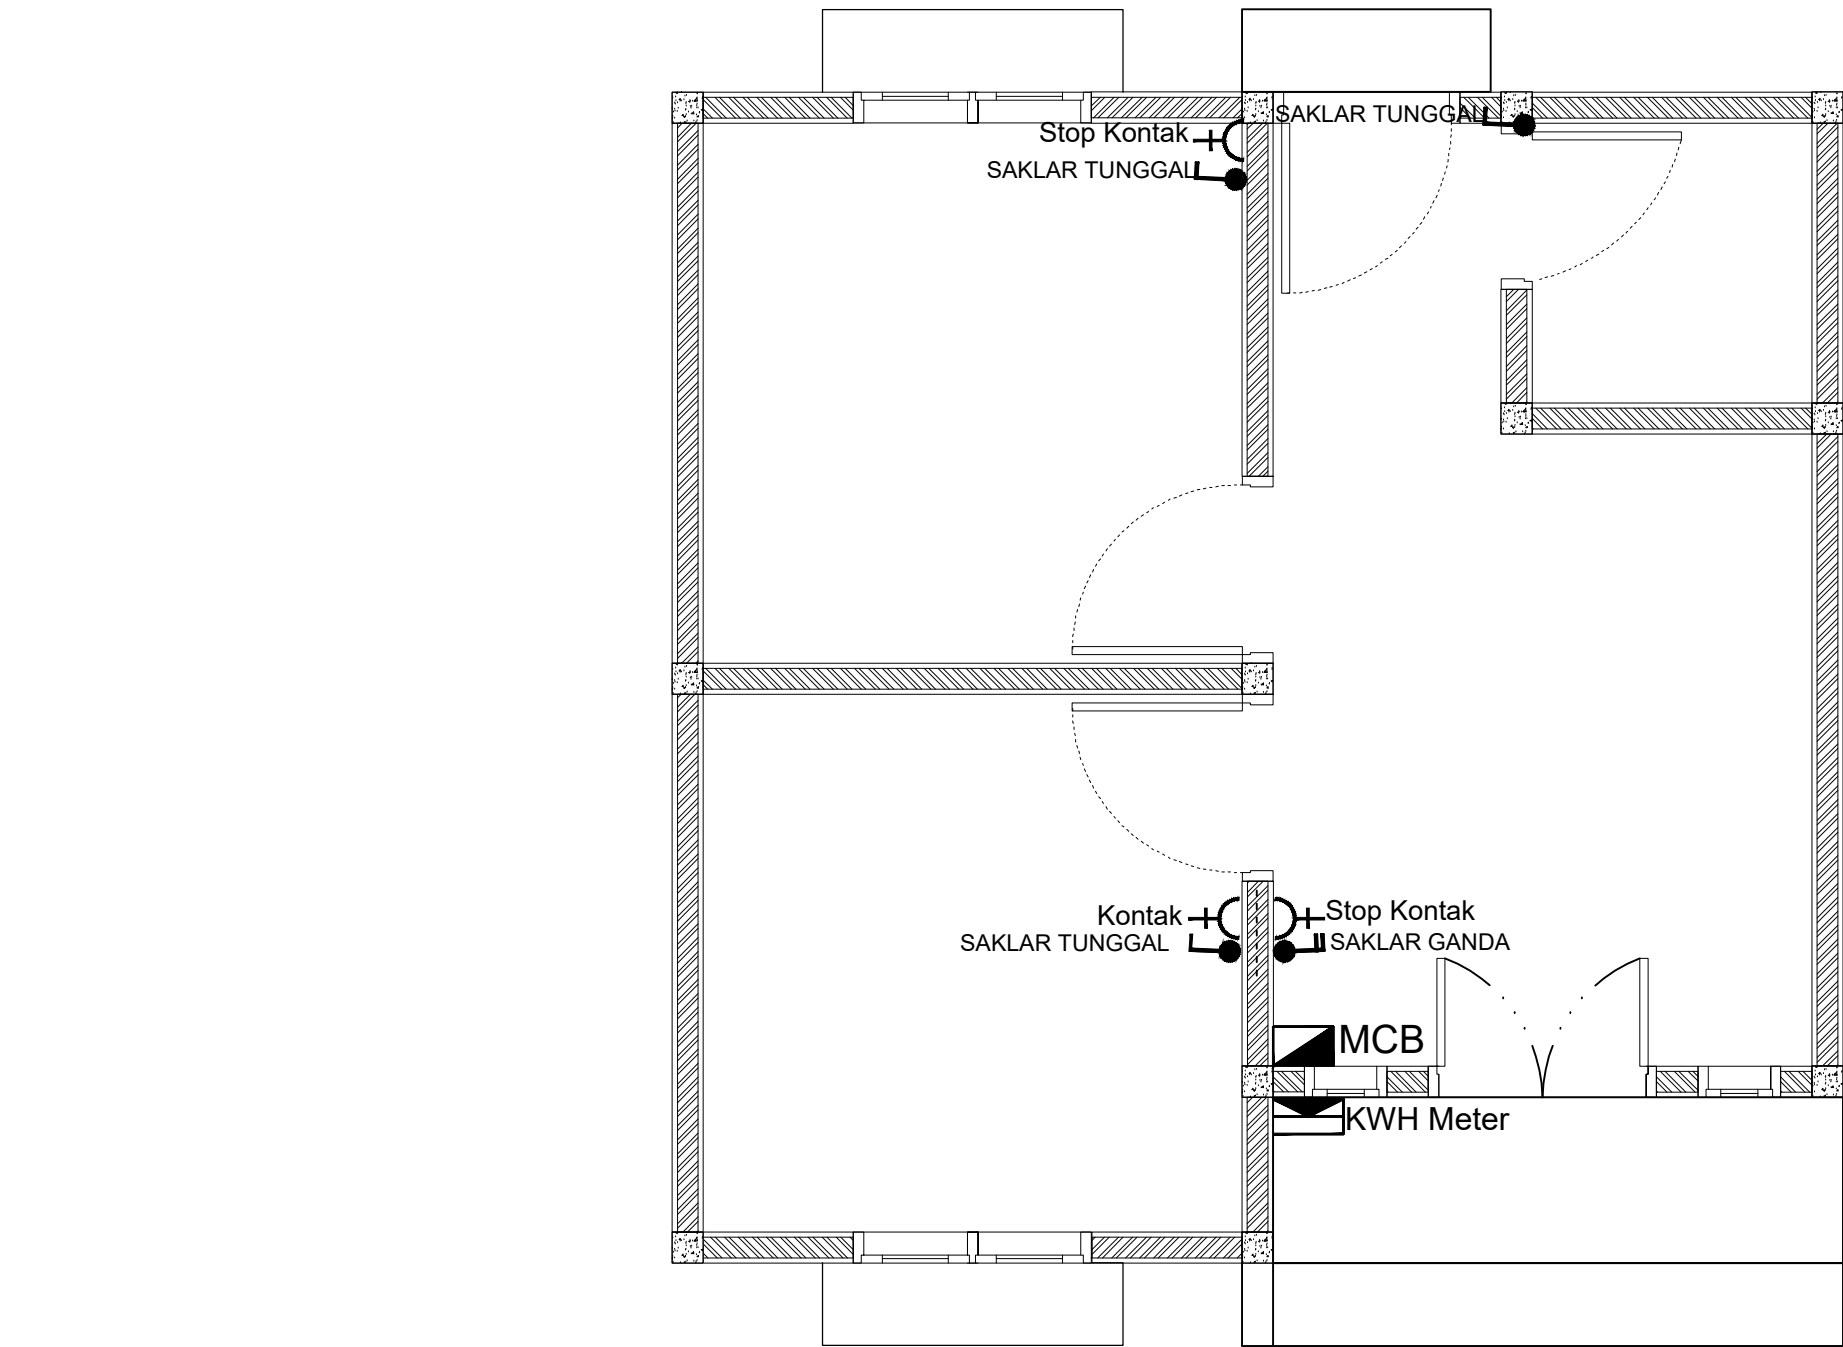 Stop Kontak
SAKLAR TUNGGAL
SAKLAR TUNGGAL
Kontak
SAKLAR TUNGGAL
Stop Kontak
SAKLAR GANDA
MCB
KWH Meter